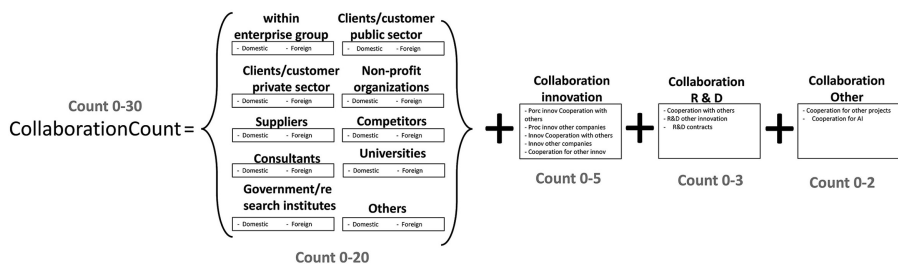 Count 0-30
CollaborationCount =
within
enterprise group
- Domestic - Foreign
Clients/customer
public sector
- Domestic - Foreign
Clients/customer
private sector
- Domestic - Foreign
Non-profit
organizations
- Domestic - Foreign
Suppliers
- Domestic - Foreign
Competitors
- Domestic - Foreign
Consultants
- Domestic - Foreign
Universities
- Domestic - Foreign
Government/re
search institutes
- Domestic - Foreign
Others
- Domestic - Foreign
Count 0-20
+
Collaboration
innovation
- Porc innov Cooperation with
others
- Proc innov other companies
- Innov Cooperation with others
- Innov other companies
- Cooperation for other innov
Count 0-5
+
Collaboration
R & D
- Cooperation with others
- R&D other innovation
- R&D contracts
Count 0-3
+
Collaboration
Other
- Cooperation for other projects
- Cooperation for AI
Count 0-2